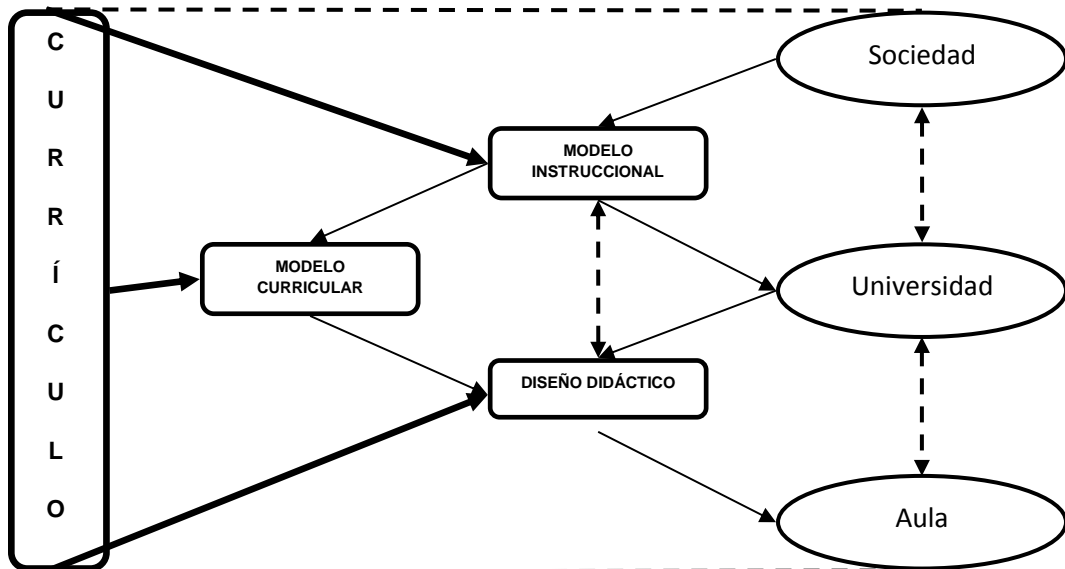 C
U
R
R
Í
C
U
L
O
Sociedad
MODELO
INSTRUCCIONAL
MODELO
CURRICULAR
Universidad
DISEÑO DIDÁCTICO
Aula